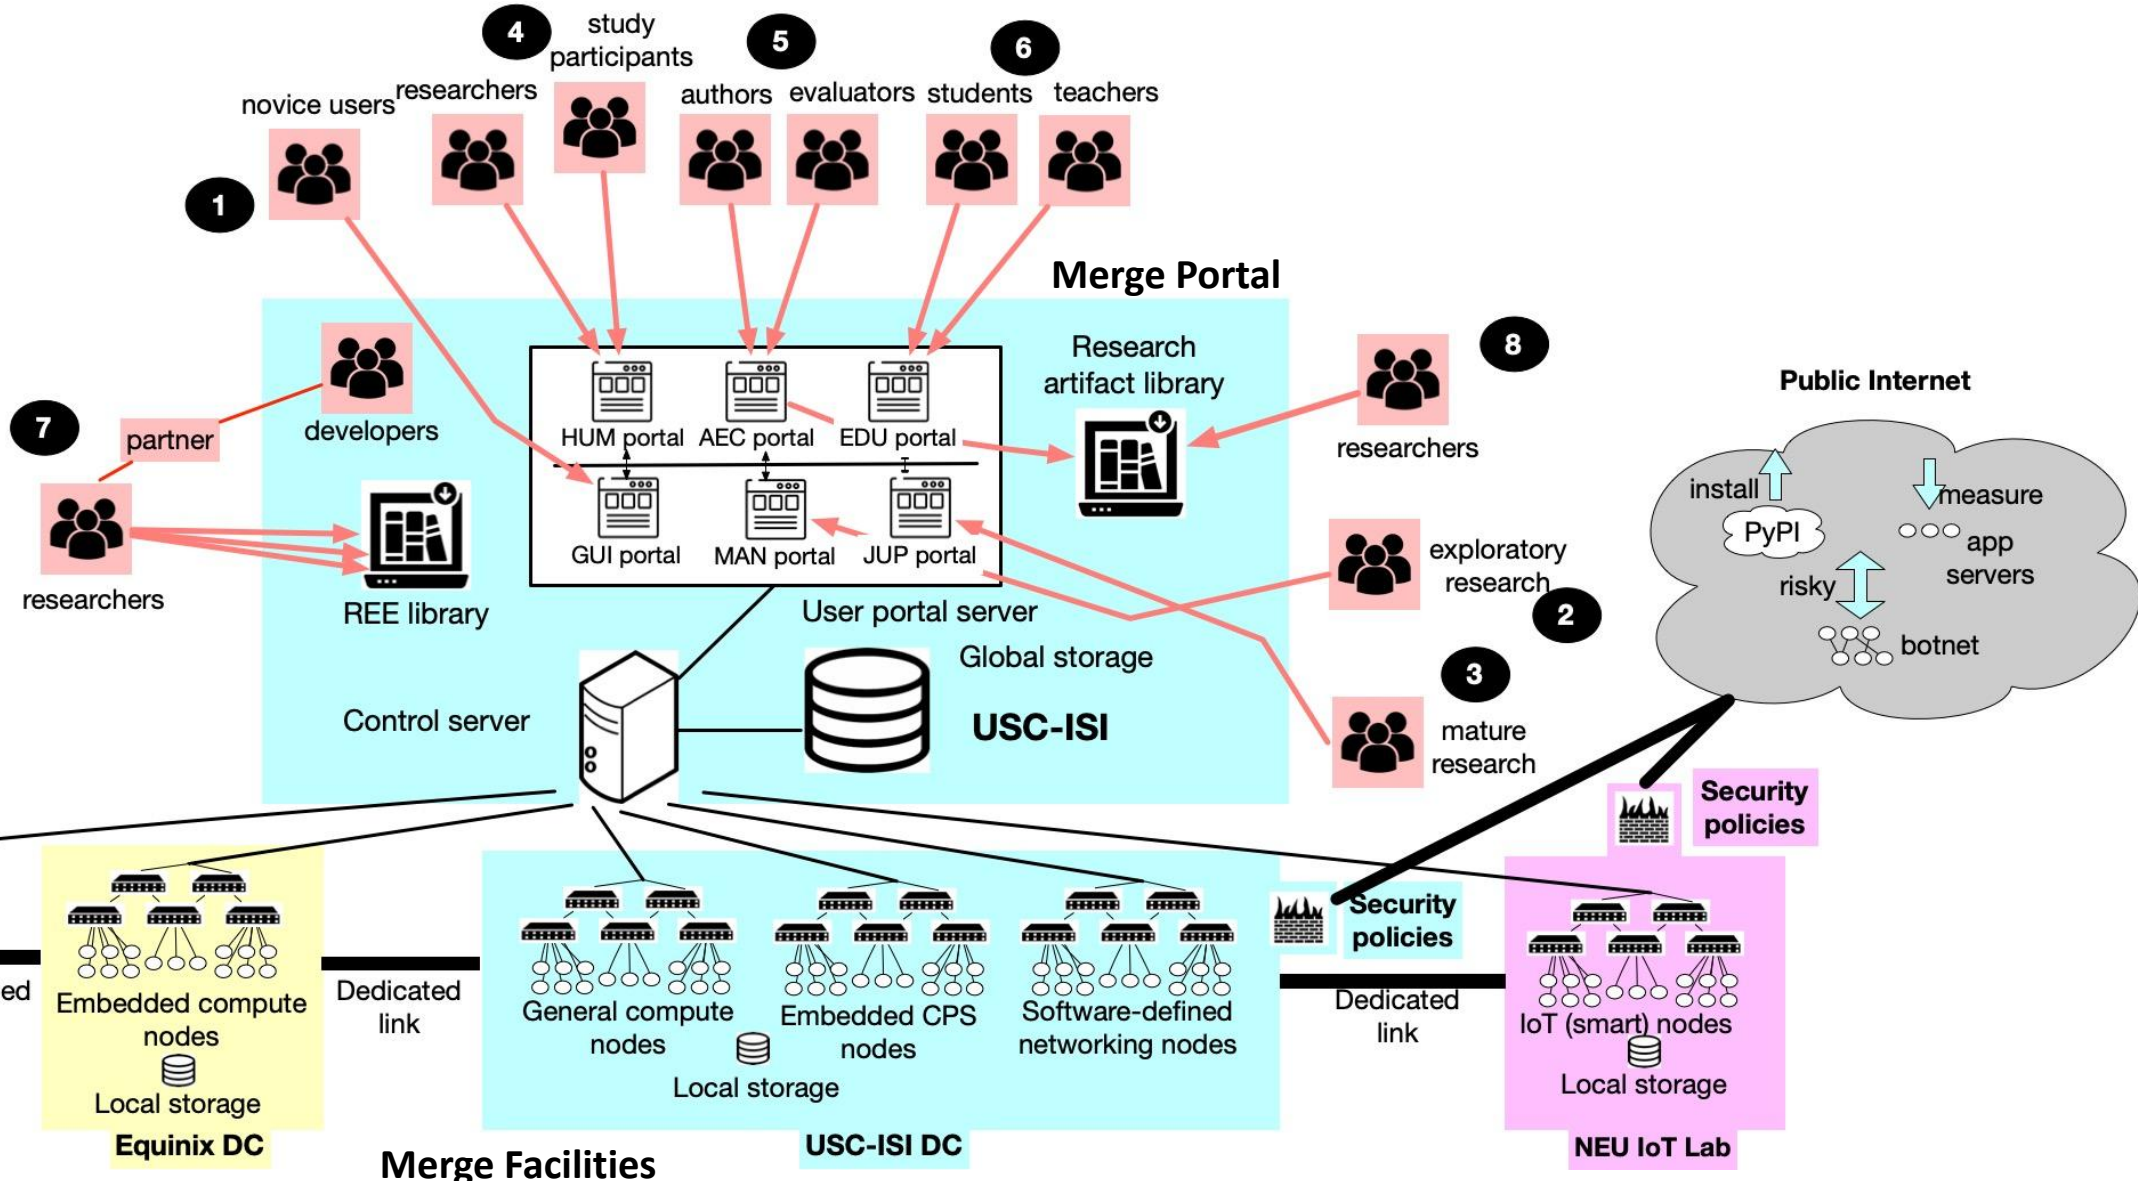 4
study
participants
5
6
novice users
researchers
authors
evaluators
students
teachers
1
Merge Portal
Research
artifact library
8
researchers
Public Internet
7
partner
developers
researchers
REE library
HUM portal
AEC portal
EDU portal
GUI portal
MAN portal
JUP portal
User portal server
Global storage
Control server
USC-ISI
exploratory
research
2
3
mature
research
install
PyPI
measure
app
servers
risky
botnet
Security
policies
Security
policies
ed
Embedded compute
nodes
Local storage
Equinix DC
Dedicated
link
General compute
nodes
Embedded CPS
nodes
Software-defined
networking nodes
Local storage
USC-ISI DC
Dedicated
link
IoT (smart) nodes
Local storage
NEU IoT Lab
Merge Facilities